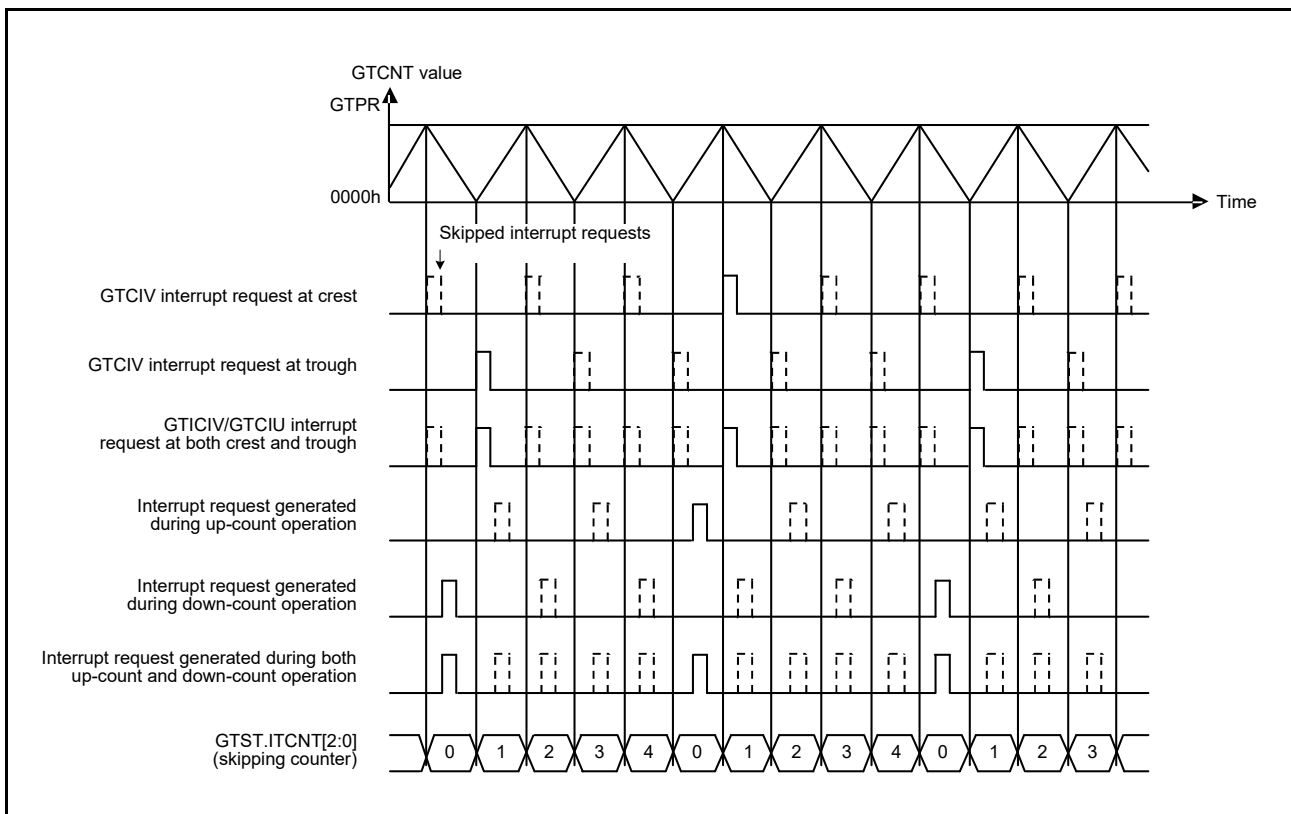 GTCNT value
GTPR
0000h
Time
Skipped interrupt requests
GTCIV interrupt request at crest
GTCIV interrupt request at trough
GTICIV/GTCIU interrupt
request at both crest and trough
Interrupt request generated
during up-count operation
Interrupt request generated
during down-count operation
Interrupt request generated during both
up-count and down-count operation
GTST.ITCNT[2:0]
(skipping counter)
0 1 2 3 4 0 1 2 3 4 0 1 2 3